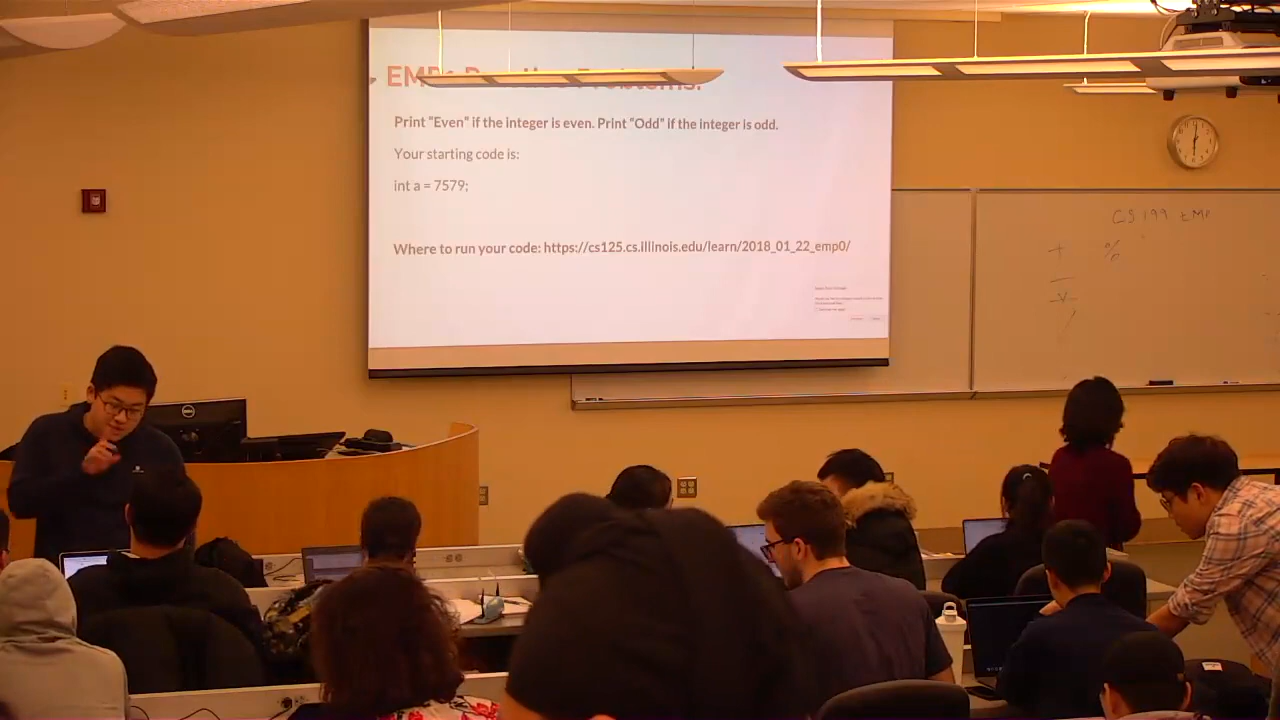 Print "Even" if the integer is even. Print "Odd" if the integer is odd.
Your starting code is:
int a = 7579;
Where to run your code: https://cs125.cs.illinois.edu/learn/2018_01_22_emp0/
CS 199 EMP
+ %
-
/
DELL